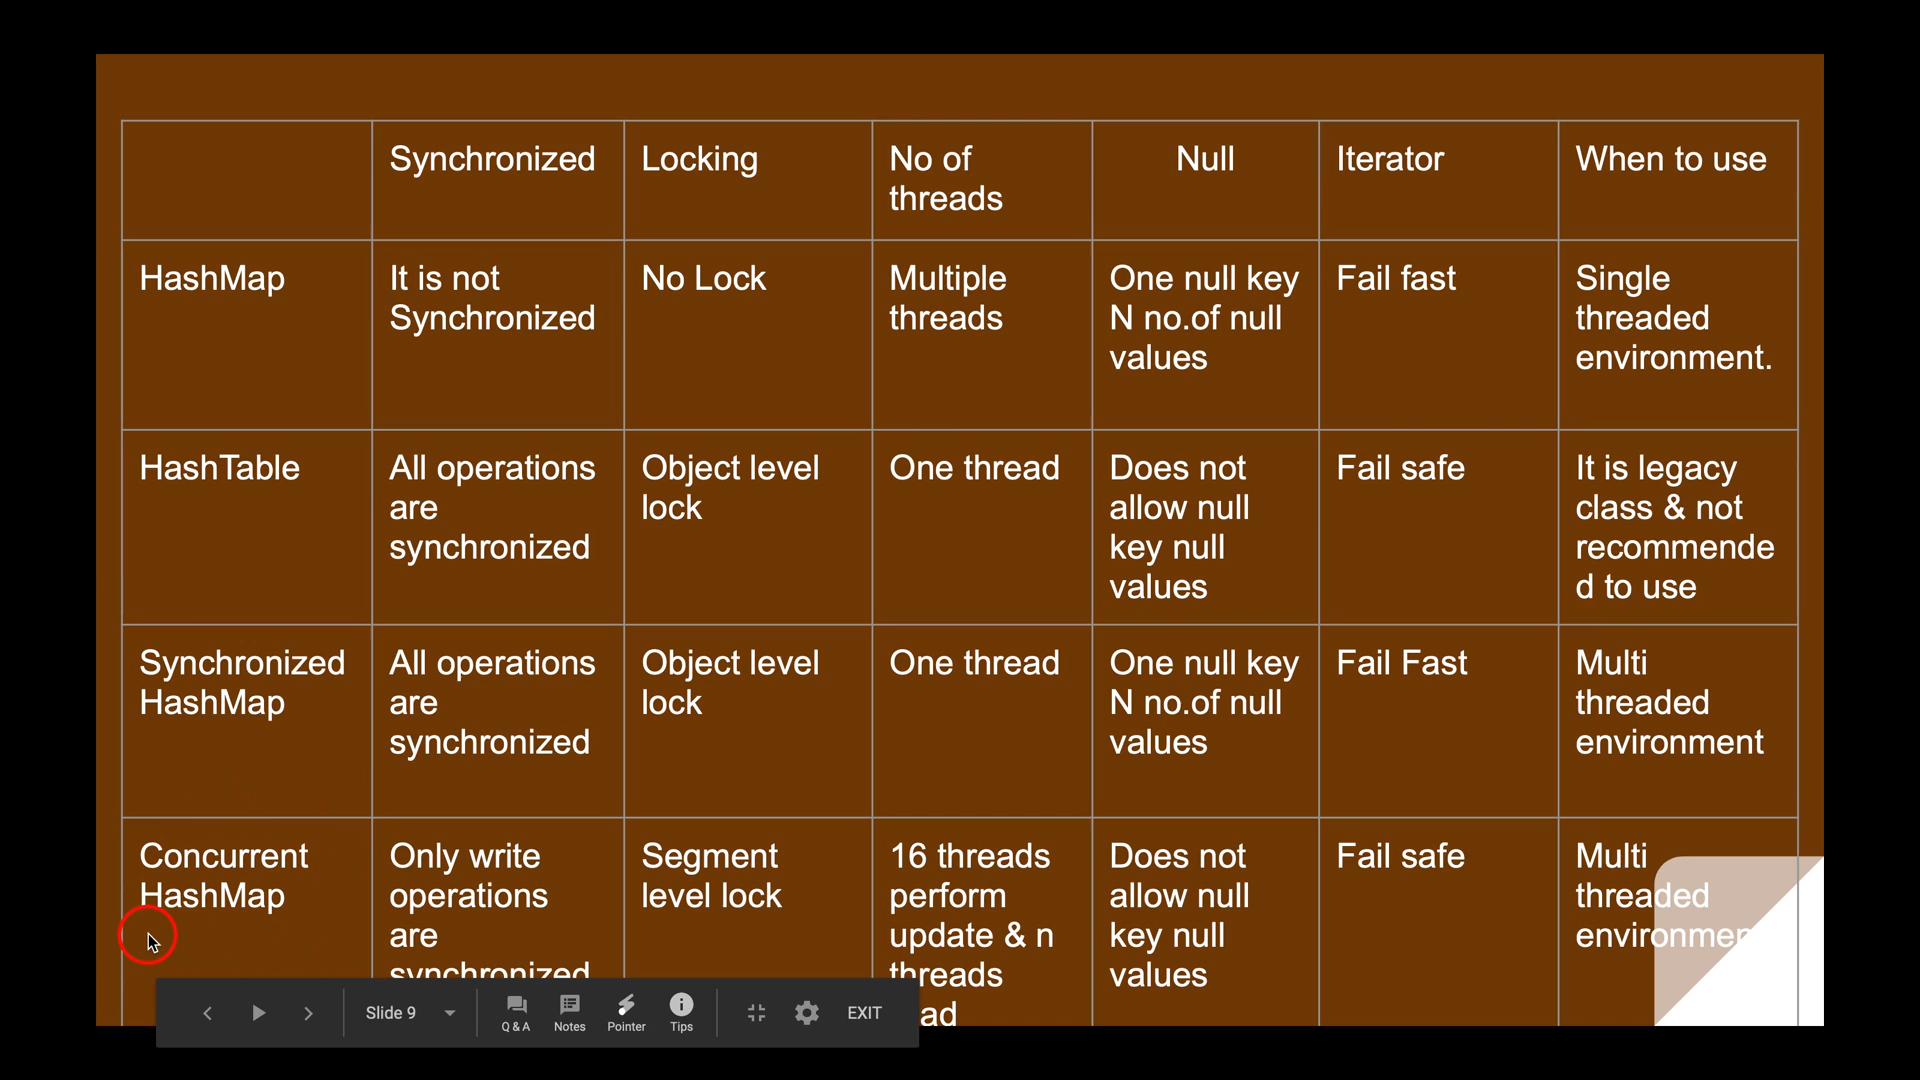 Synchronized
Locking
No of
threads
Null
Iterator
When to use
HashMap
It is not
Synchronized
No Lock
Multiple
threads
One null key
N no.of null
values
Fail fast
Single
threaded
environment.
HashTable
All operations
are
synchronized
Object level
lock
One thread
Does not
allow null
key null
values
Fail safe
It is legacy
class & not
recommende
d to use
Synchronized
HashMap
All operations
are
synchronized
Object level
lock
One thread
One null key
N no.of null
values
Fail Fast
Multi
threaded
environment
Concurrent
HashMap
Only write
operations
are
synchronized
Segment
level lock
16 threads
perform
update & n
threads
Does not
allow null
key null
values
Fail safe
Multi
threaded
Slide 9
Q & A
Notes
Pointer
Tips
EXIT